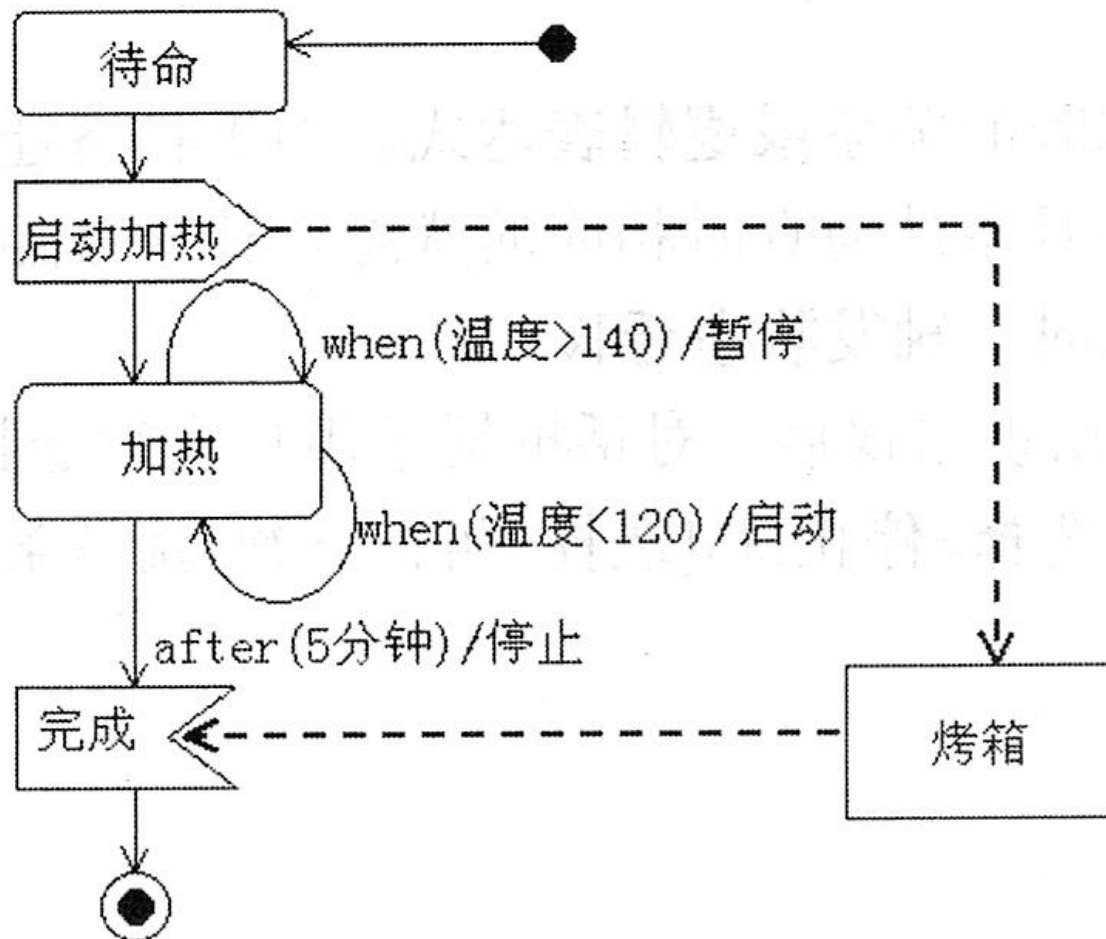 待命
启动加热
when(温度>140)/暂停
加热
when(温度<120)/启动
after(5分钟)/停止
完成
烤箱